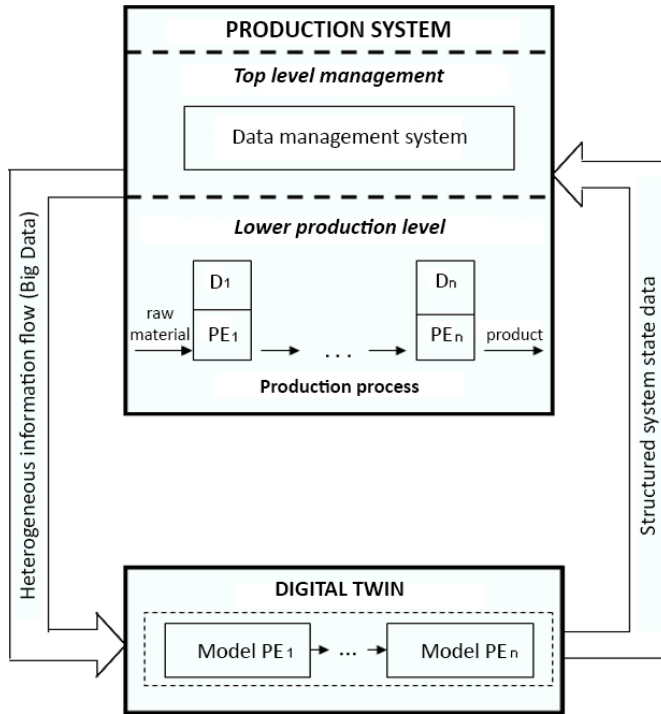 PRODUCTION SYSTEM
Top level management
Data management system
Lower production level
D1
Dn
raw
material
PE1
...
PEn
product
Production process
Heterogeneous information flow (Big Data)
Structured system state data
DIGITAL TWIN
Model PE1
...
Model PEn